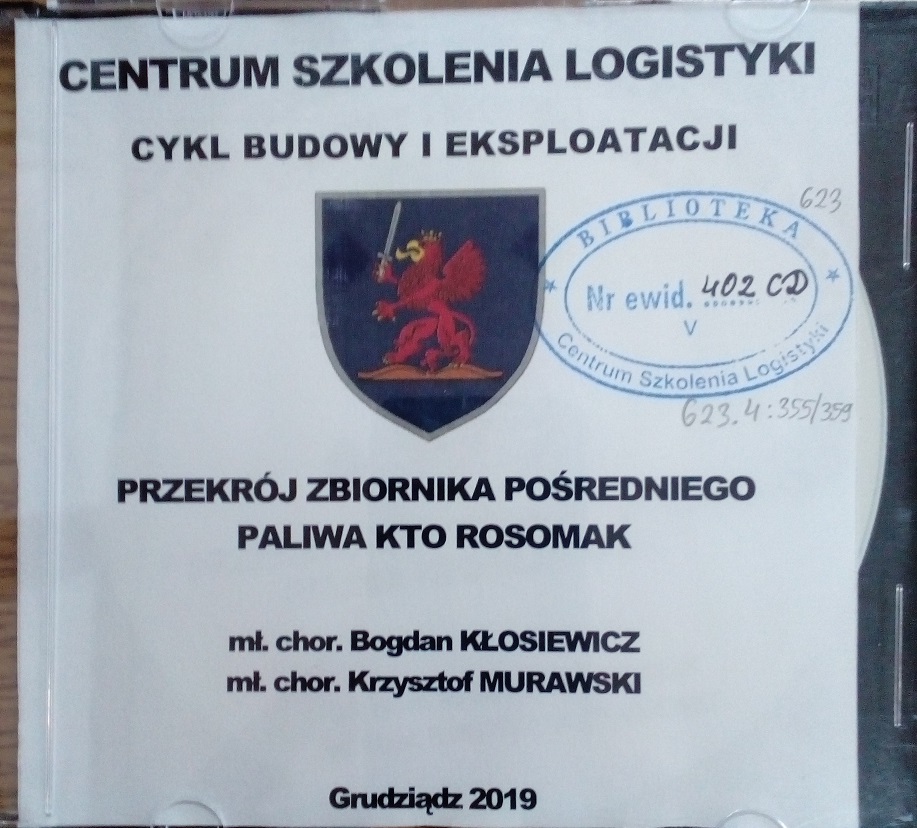 CENTRUM SZKOLENIA LOGISTYKI
CYKL BUDOWY I EKSPLOATACJI
623
BIBLIOTEKA
Nr ewid. 402 CD
V
Centrum Szkolenia Logistyki
623.4:355/359
PRZEKRÓJ ZBIORNIKA POŚREDNIEGO
PALIWA KTO ROSOMAK
mł. chor. Bogdan KŁOSIEWICZ
mł. chor. Krzysztof MURAWSKI
Grudziądz 2019